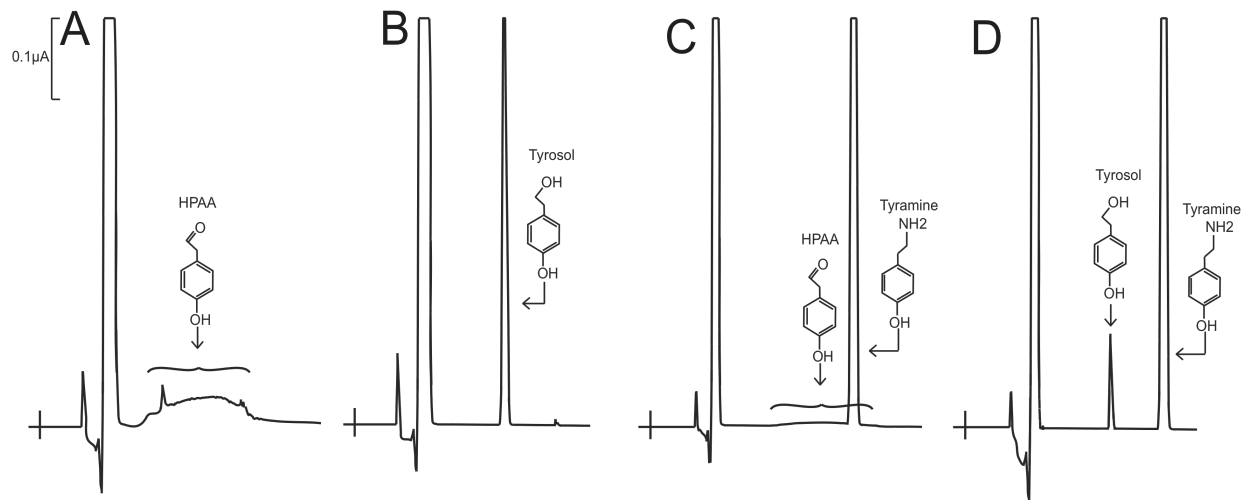 A
0.1µA
HPAA
O
OH
B
Tyrosol
OH
OH
C
HPAA
O
OH
Tyramine
NH2
OH
D
Tyrosol
OH
OH
Tyramine
NH2
OH